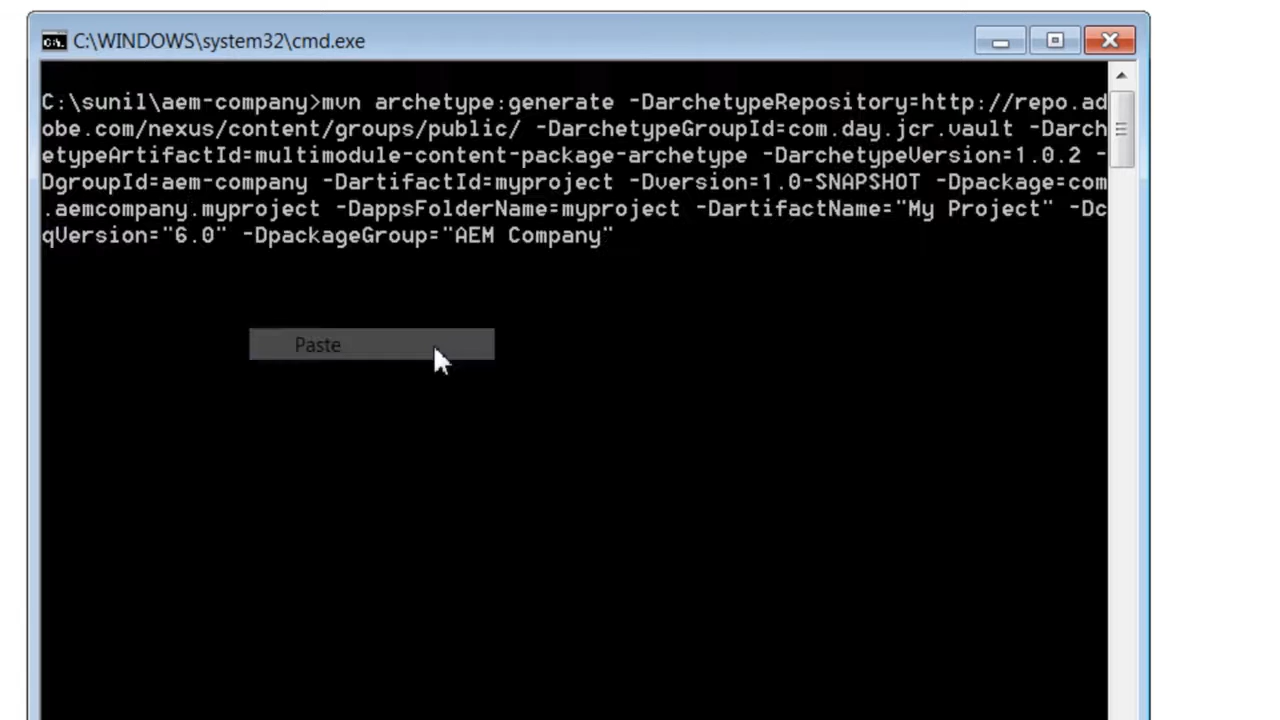 C:\WINDOWS\system32\cmd.exe
C:\sunil\aem-company>mvn archetype:generate -DarchetypeRepository=http://repo.ad
obe.com/nexus/content/groups/public/ -DarchetypeGroupId=com.day.jcr.vault -Darch
etypeArtifactId=multimodule-content-package-archetype -DarchetypeVersion=1.0.2 -
DgroupId=aem-company -DartifactId=myproject -Dversion=1.0-SNAPSHOT -Dpackage=com
.aemcompany.myproject -DappsFolderName=myproject -DartifactName="My Project" -Dc
qVersion="6.0" -DpackageGroup="AEM Company"
Paste